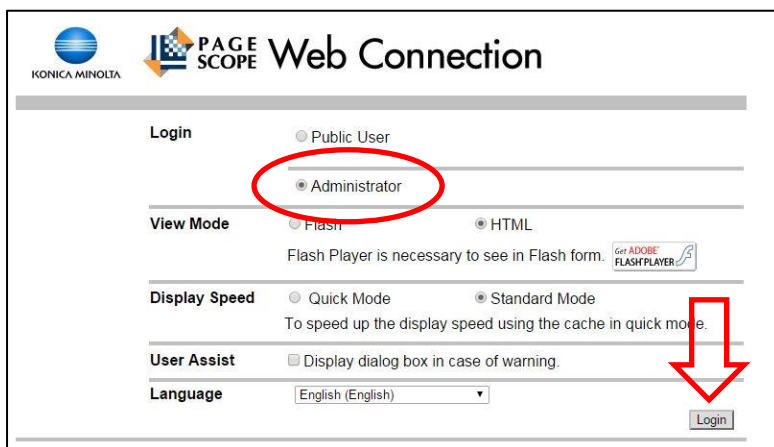 KONICA MINOLTA
PAGE SCOPE Web Connection
Login Public User
Administrator
View Mode Flash HTML
Flash Player is necessary to see in Flash form. Get ADOBE FLASH PLAYER
Display Speed Quick Mode Standard Mode
To speed up the display speed using the cache in quick mode.
User Assist Display dialog box in case of warning.
Language English (English)
Login